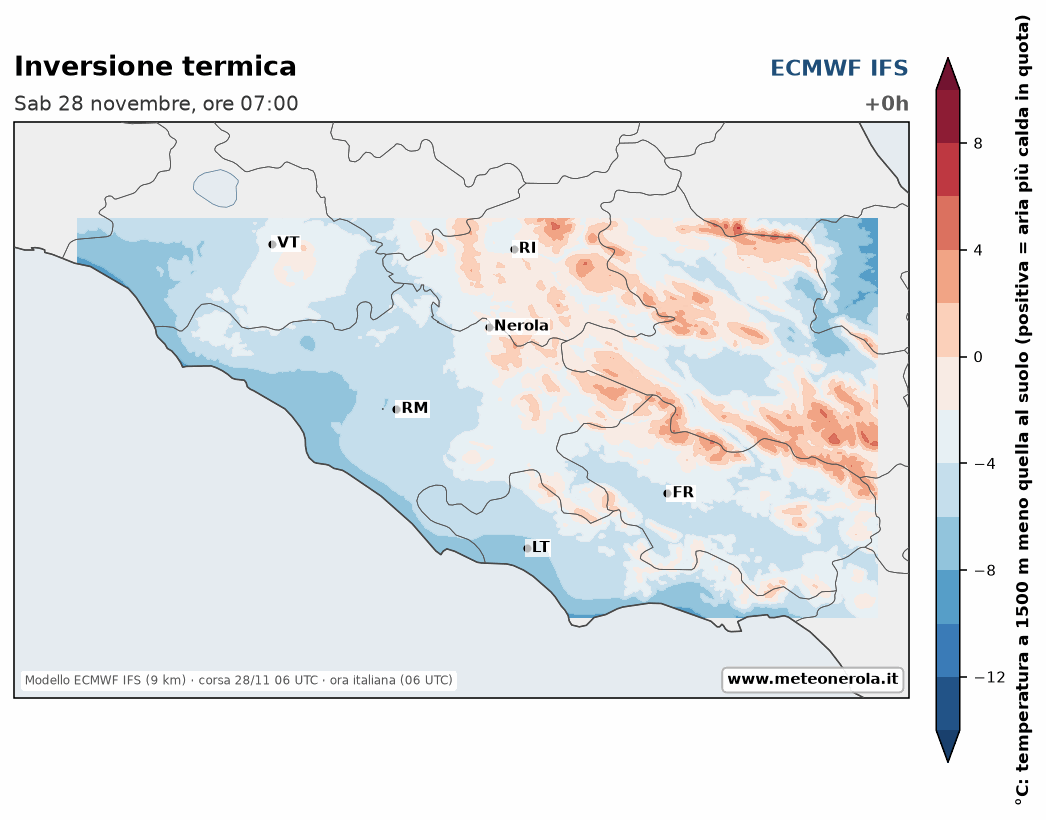 Inversione termica
ECMWF IFS
Sab 28 novembre, ore 07:00
+0h
VT
RI
Nerola
RM
FR
LT
Modello ECMWF IFS (9 km) · corsa 28/11 06 UTC · ora italiana (06 UTC)
www.meteonerola.it
8
4
0
−4
−8
−12
°C: temperatura a 1500 m meno quella al suolo (positiva = aria più calda in quota)